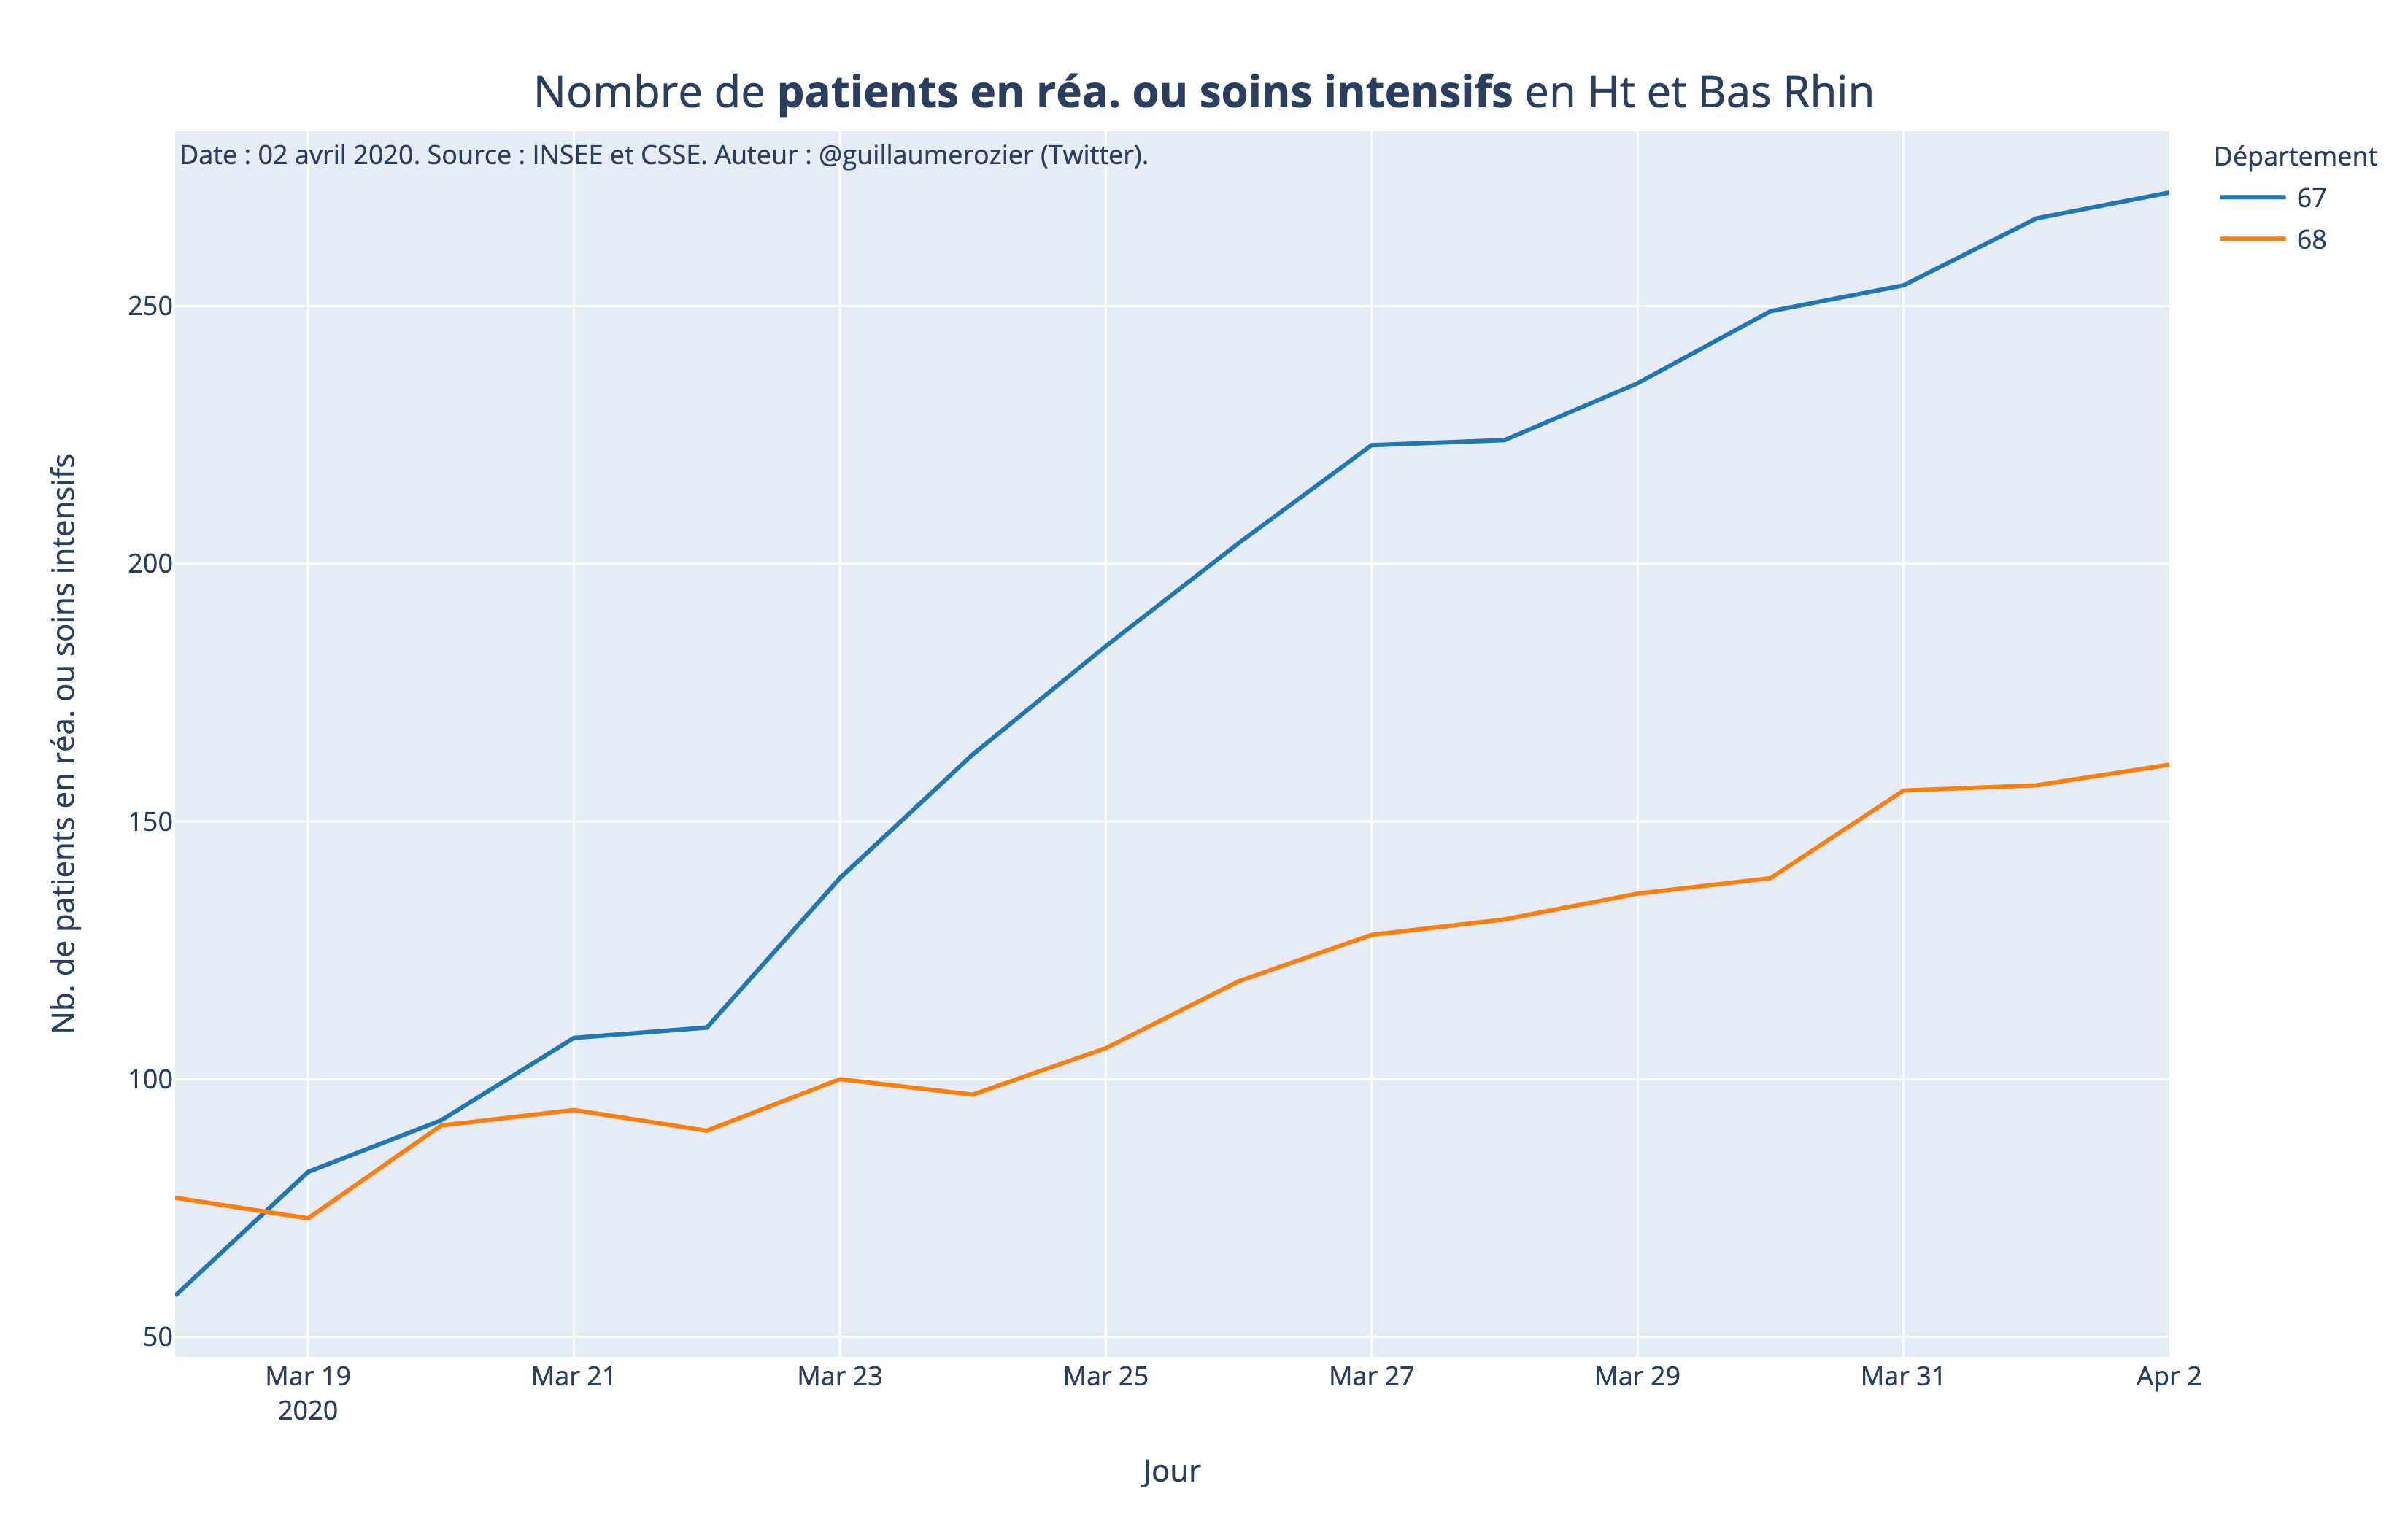 Nombre de patients en réa. ou soins intensifs en Ht et Bas Rhin
Date : 02 avril 2020. Source : INSEE et CSSE. Auteur : @guillaumerozier (Twitter).
Département
67
68
Nb. de patients en réa. ou soins intensifs
250
200
150
100
50
Mar 19
2020
Mar 21
Mar 23
Mar 25
Mar 27
Mar 29
Mar 31
Apr 2
Jour